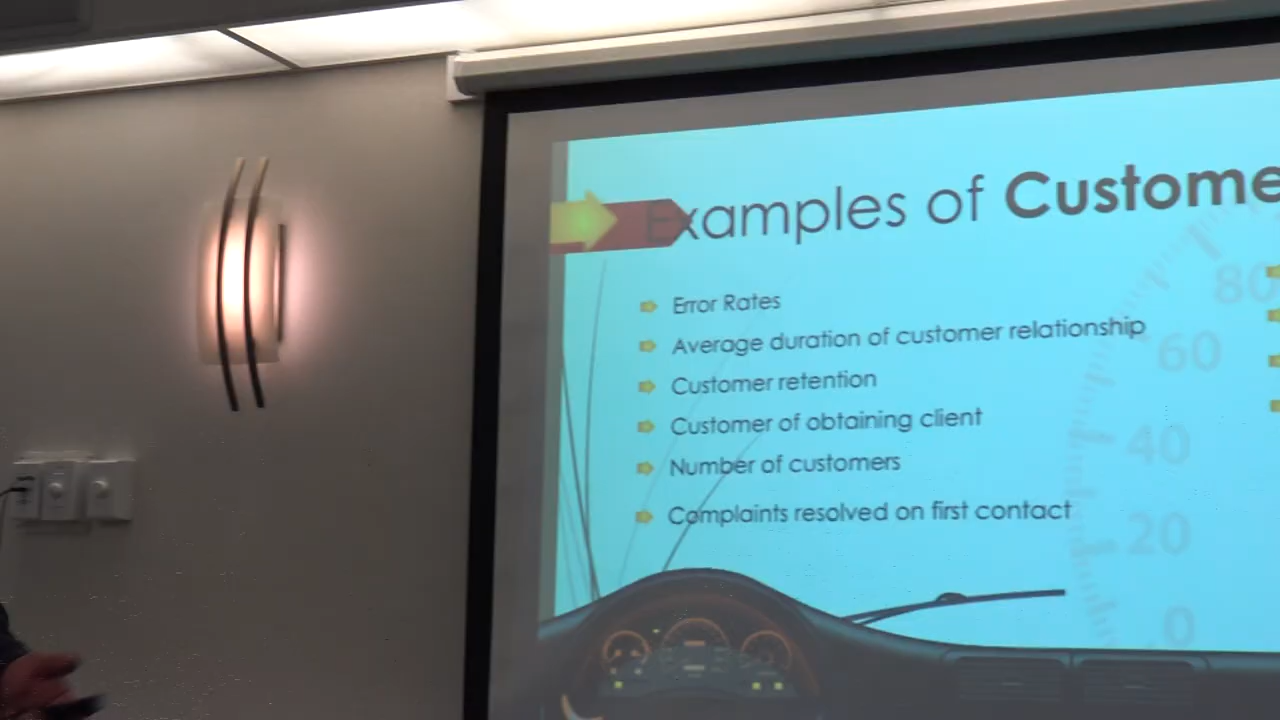 Examples of Custome
Error Rates
Average duration of customer relationship
Customer retention
Customer of obtaining client
Number of customers
Complaints resolved on first contact
80
60
40
20
0